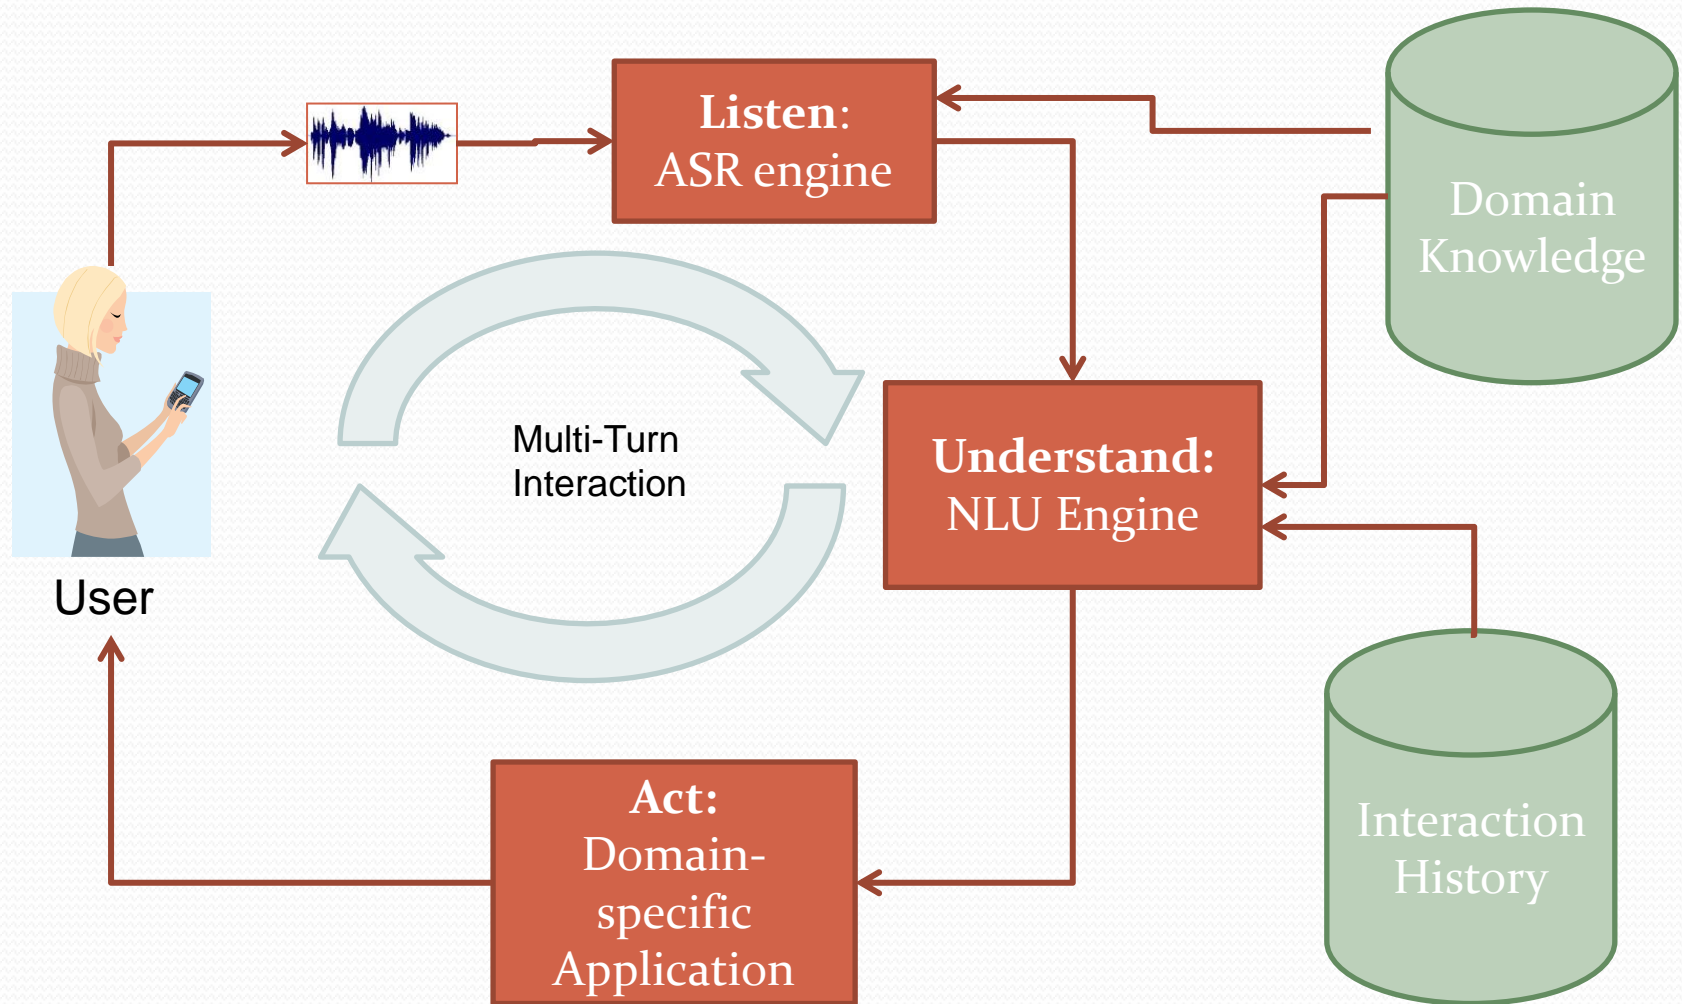 Listen:
ASR engine
Domain
Knowledge
Multi-Turn
Interaction
Understand:
NLU Engine
User
Act:
Domain-
specific
Application
Interaction
History